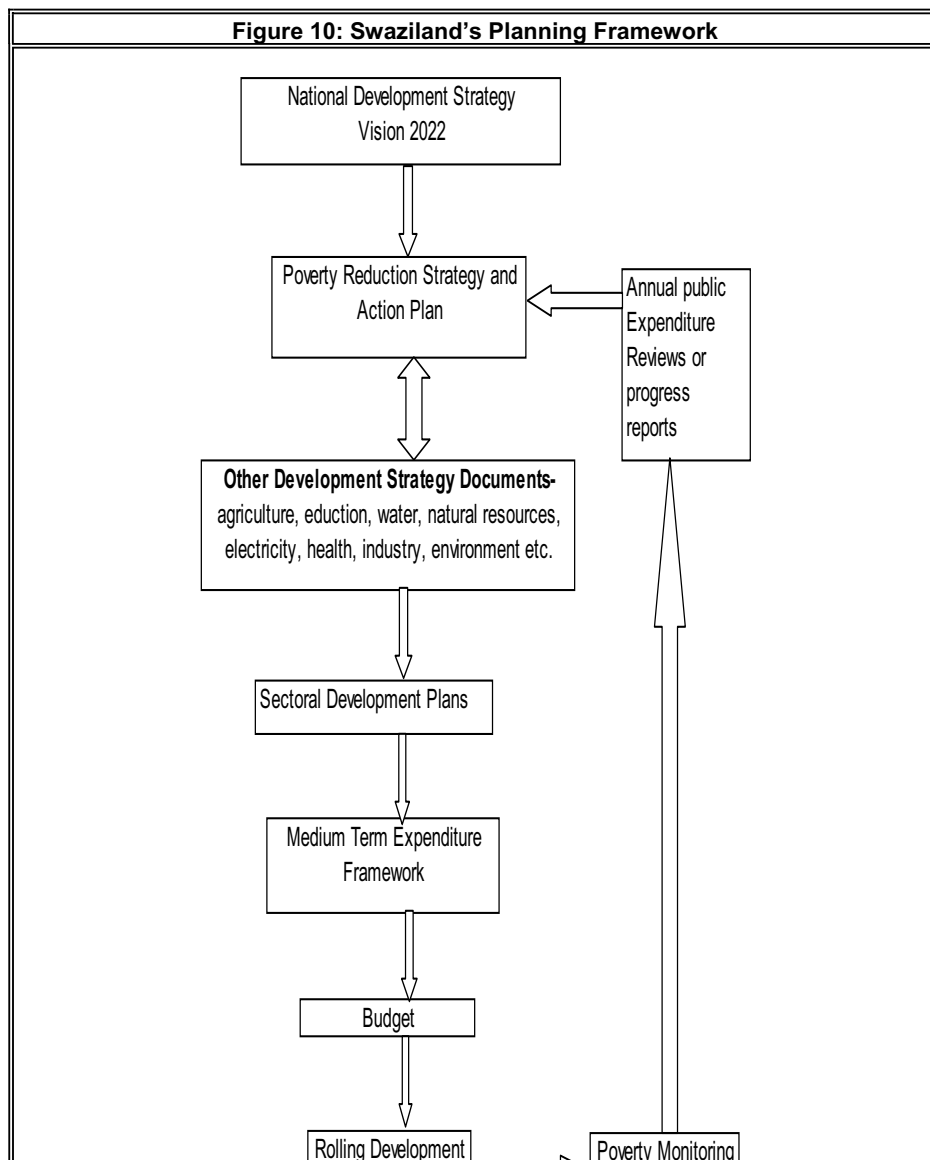 Figure 10: Swaziland's Planning Framework
National Development Strategy
Vision 2022
Poverty Reduction Strategy and
Action Plan
Annual public
Expenditure
Reviews or
progress
reports
Other Development Strategy Documents-
agriculture, eduction, water, natural resources,
electricity, health, industry, environment etc.
Sectoral Development Plans
Medium Term Expenditure
Framework
Budget
Rolling Development
Poverty Monitoring